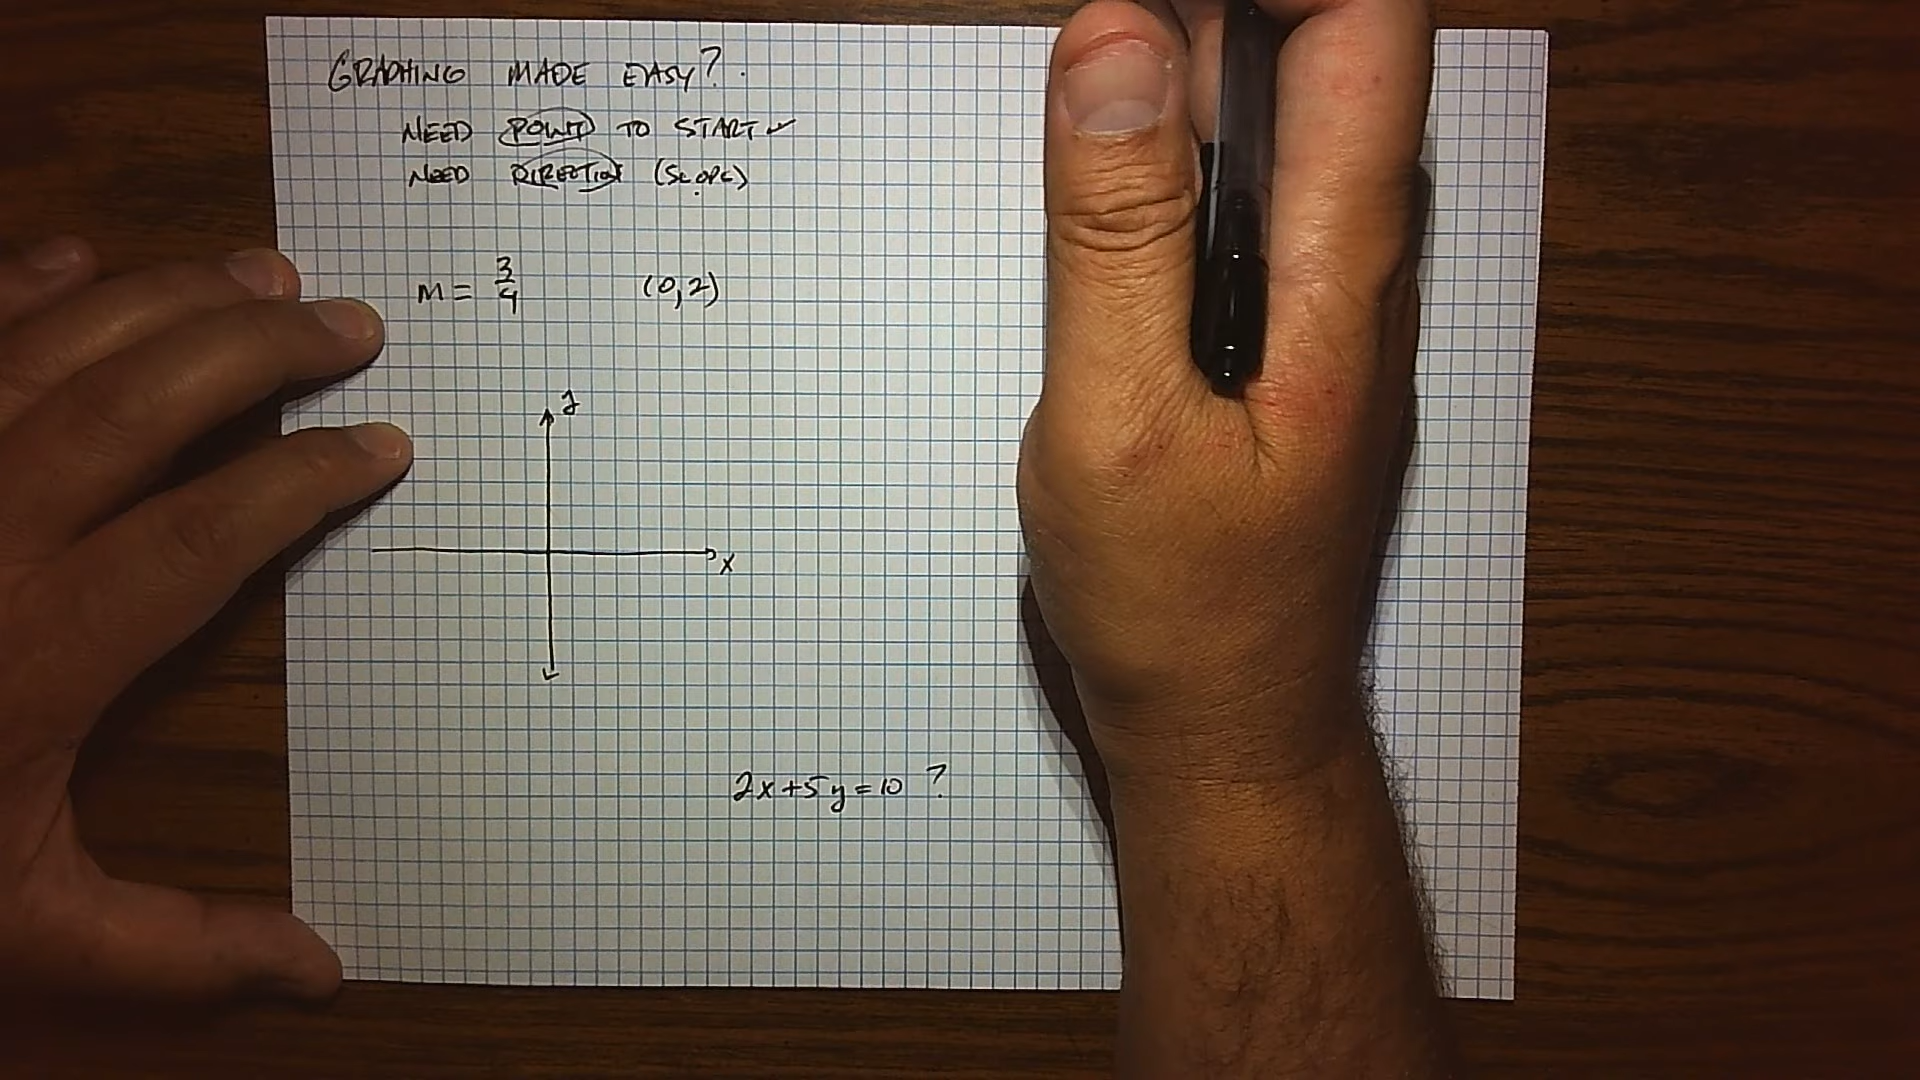 GRAPHING MADE EASY?
NEED POINT TO START ✓
NEED DIRECTION (SLOPE)
m = 3/4 (0,2)
y
x
2x+5y=10 ?